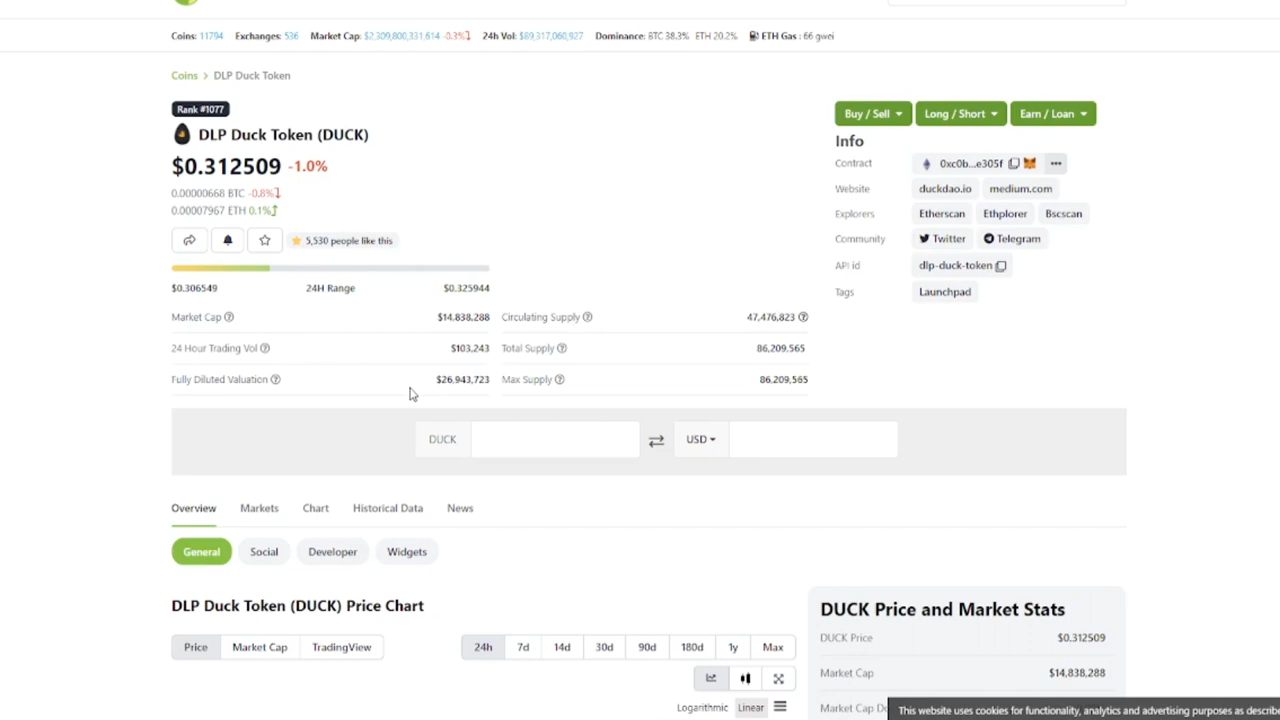 Coins: 11794 Exchanges: 536 Market Cap: $2,309,800,331,614 -0.3% 24h Vol: $89,317,060,927 Dominance: BTC 38.3% ETH 20.2% ETH Gas: 66 gwei
Coins > DLP Duck Token
Rank #1077
DLP Duck Token (DUCK)
$0.312509 -1.0%
0.00000668 BTC -0.8%
0.00007967 ETH 0.1%
5,530 people like this
$0.306549 24H Range $0.325944
Market Cap $14,838,288
24 Hour Trading Vol $103,243
Fully Diluted Valuation $26,943,723
Circulating Supply 47,476,823
Total Supply 86,209,565
Max Supply 86,209,565
Buy / Sell Long / Short Earn / Loan
Info
Contract 0xc0b...e305f
Website duckdao.io medium.com
Explorers Etherscan Ethplorer Bscscan
Community Twitter Telegram
API id dlp-duck-token
Tags Launchpad
DUCK USD
Overview Markets Chart Historical Data News
General Social Developer Widgets
DLP Duck Token (DUCK) Price Chart
Price Market Cap TradingView 24h 7d 14d 30d 90d 180d 1y Max
Logarithmic Linear
DUCK Price and Market Stats
DUCK Price $0.312509
Market Cap $14,838,288
Market Cap
This website uses cookies for functionality, analytics and advertising purposes as